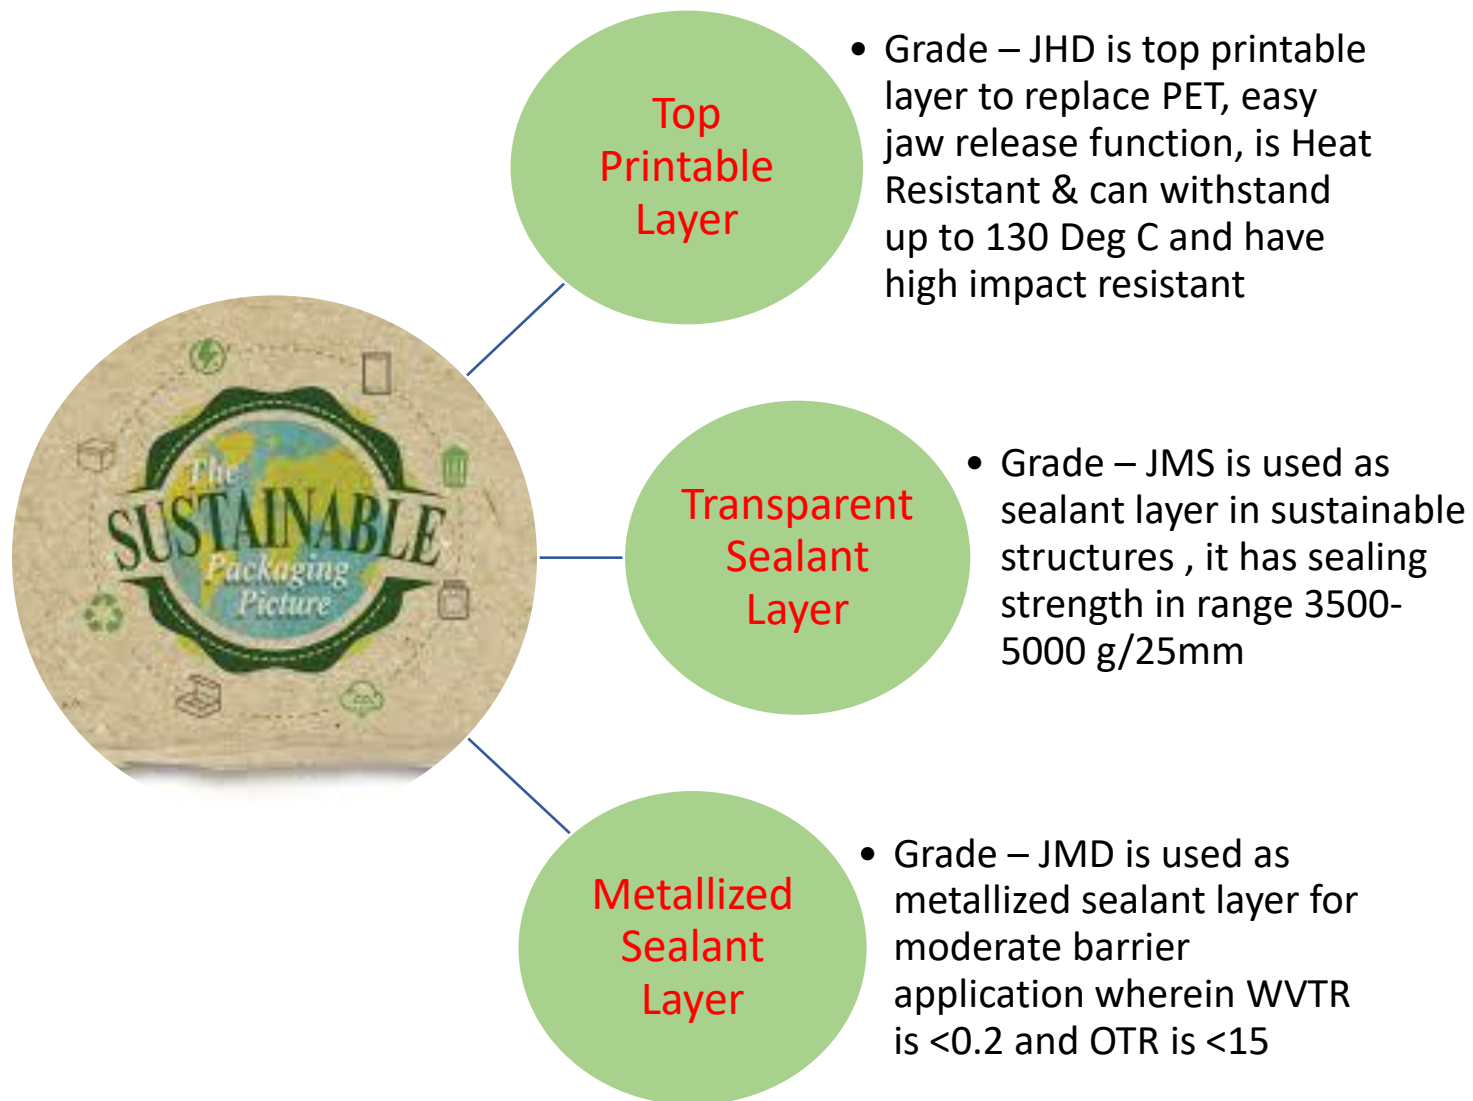 Top
Printable
Layer
• Grade – JHD is top printable
layer to replace PET, easy
jaw release function, is Heat
Resistant & can withstand
up to 130 Deg C and have
high impact resistant
The
SUSTAINABLE
Packaging
Picture
CO₂
Transparent
Sealant
Layer
• Grade – JMS is used as
sealant layer in sustainable
structures , it has sealing
strength in range 3500-
5000 g/25mm
Metallized
Sealant
Layer
• Grade – JMD is used as
metallized sealant layer for
moderate barrier
application wherein WVTR
is <0.2 and OTR is <15